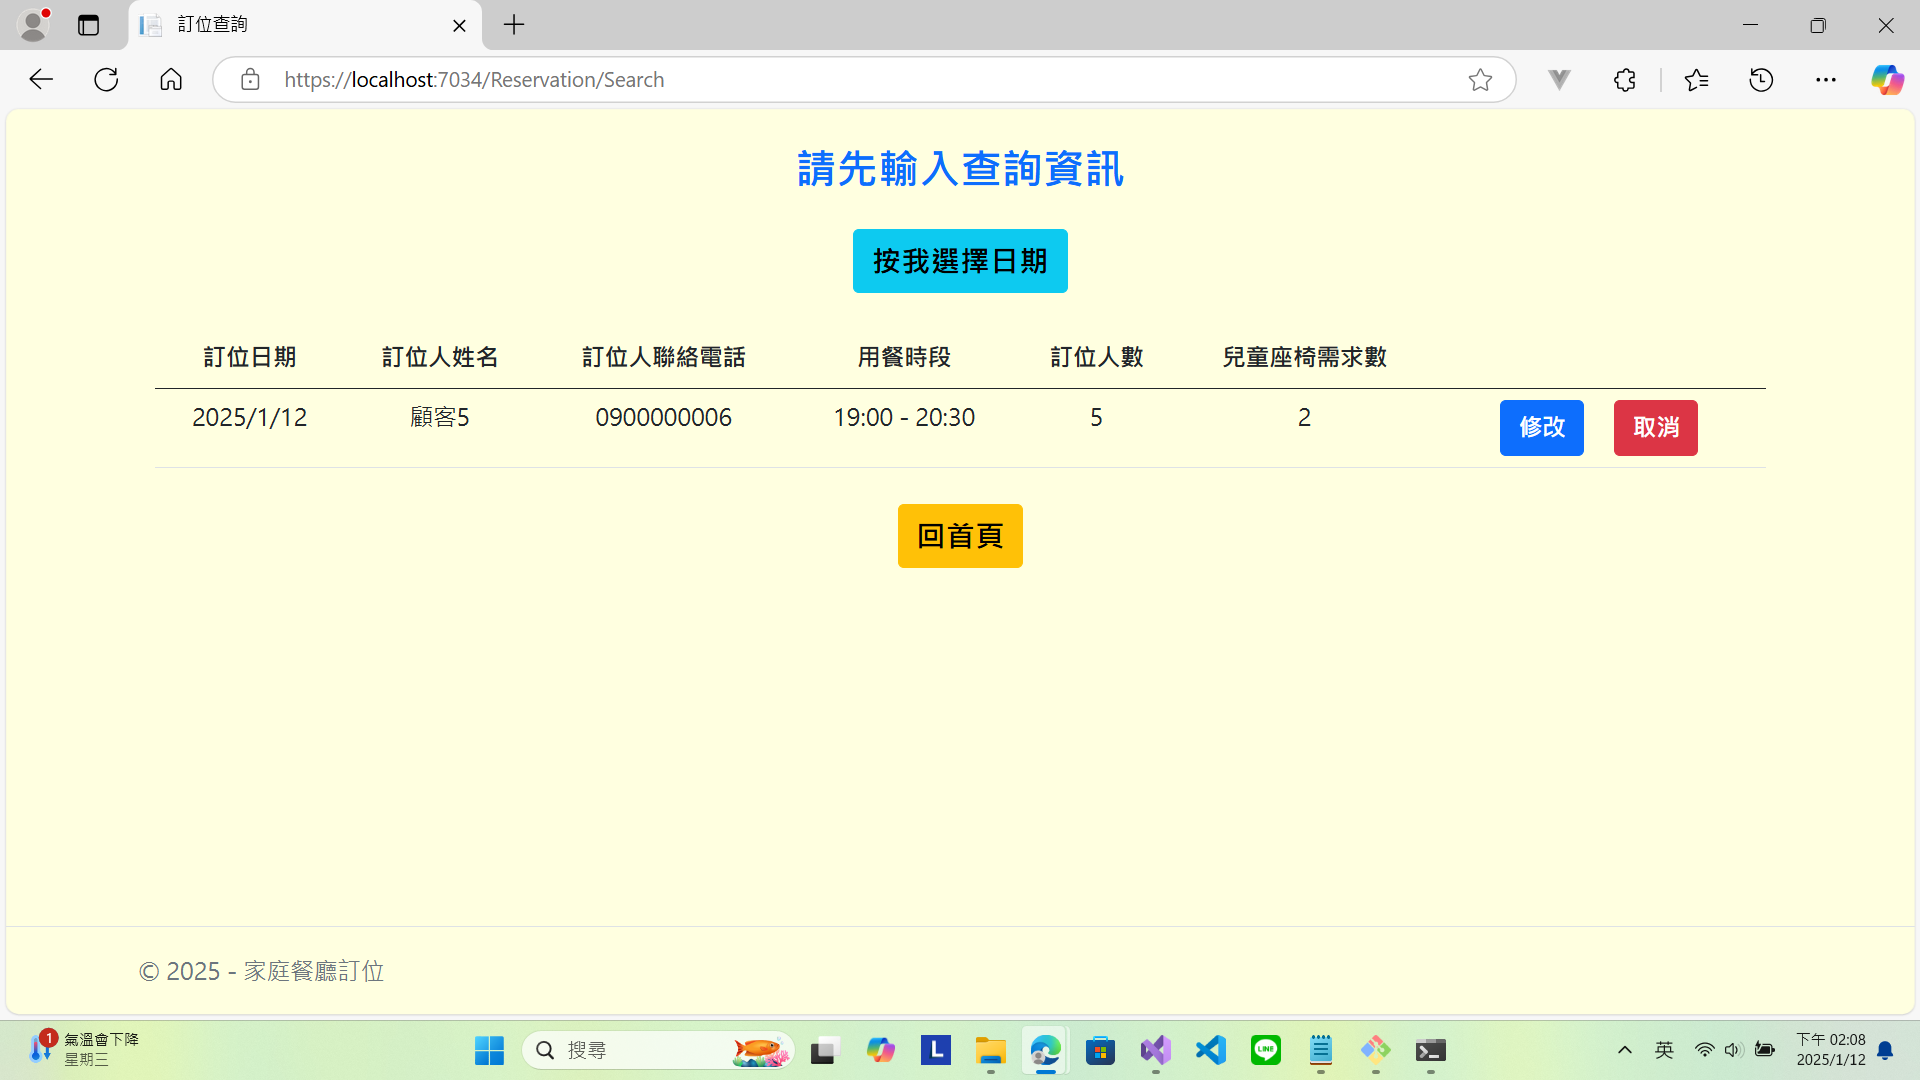 訂位查詢
https://localhost:7034/Reservation/Search
請先輸入查詢資訊
按我選擇日期
訂位日期 訂位人姓名 訂位人聯絡電話 用餐時段 訂位人數 兒童座椅需求數
2025/1/12 顧客5 0900000006 19:00 - 20:30 5 2 修改 取消
回首頁
© 2025 - 家庭餐廳訂位
1 氣溫會下降
星期三
搜尋
L
LINE
英
下午 02:08
2025/1/12